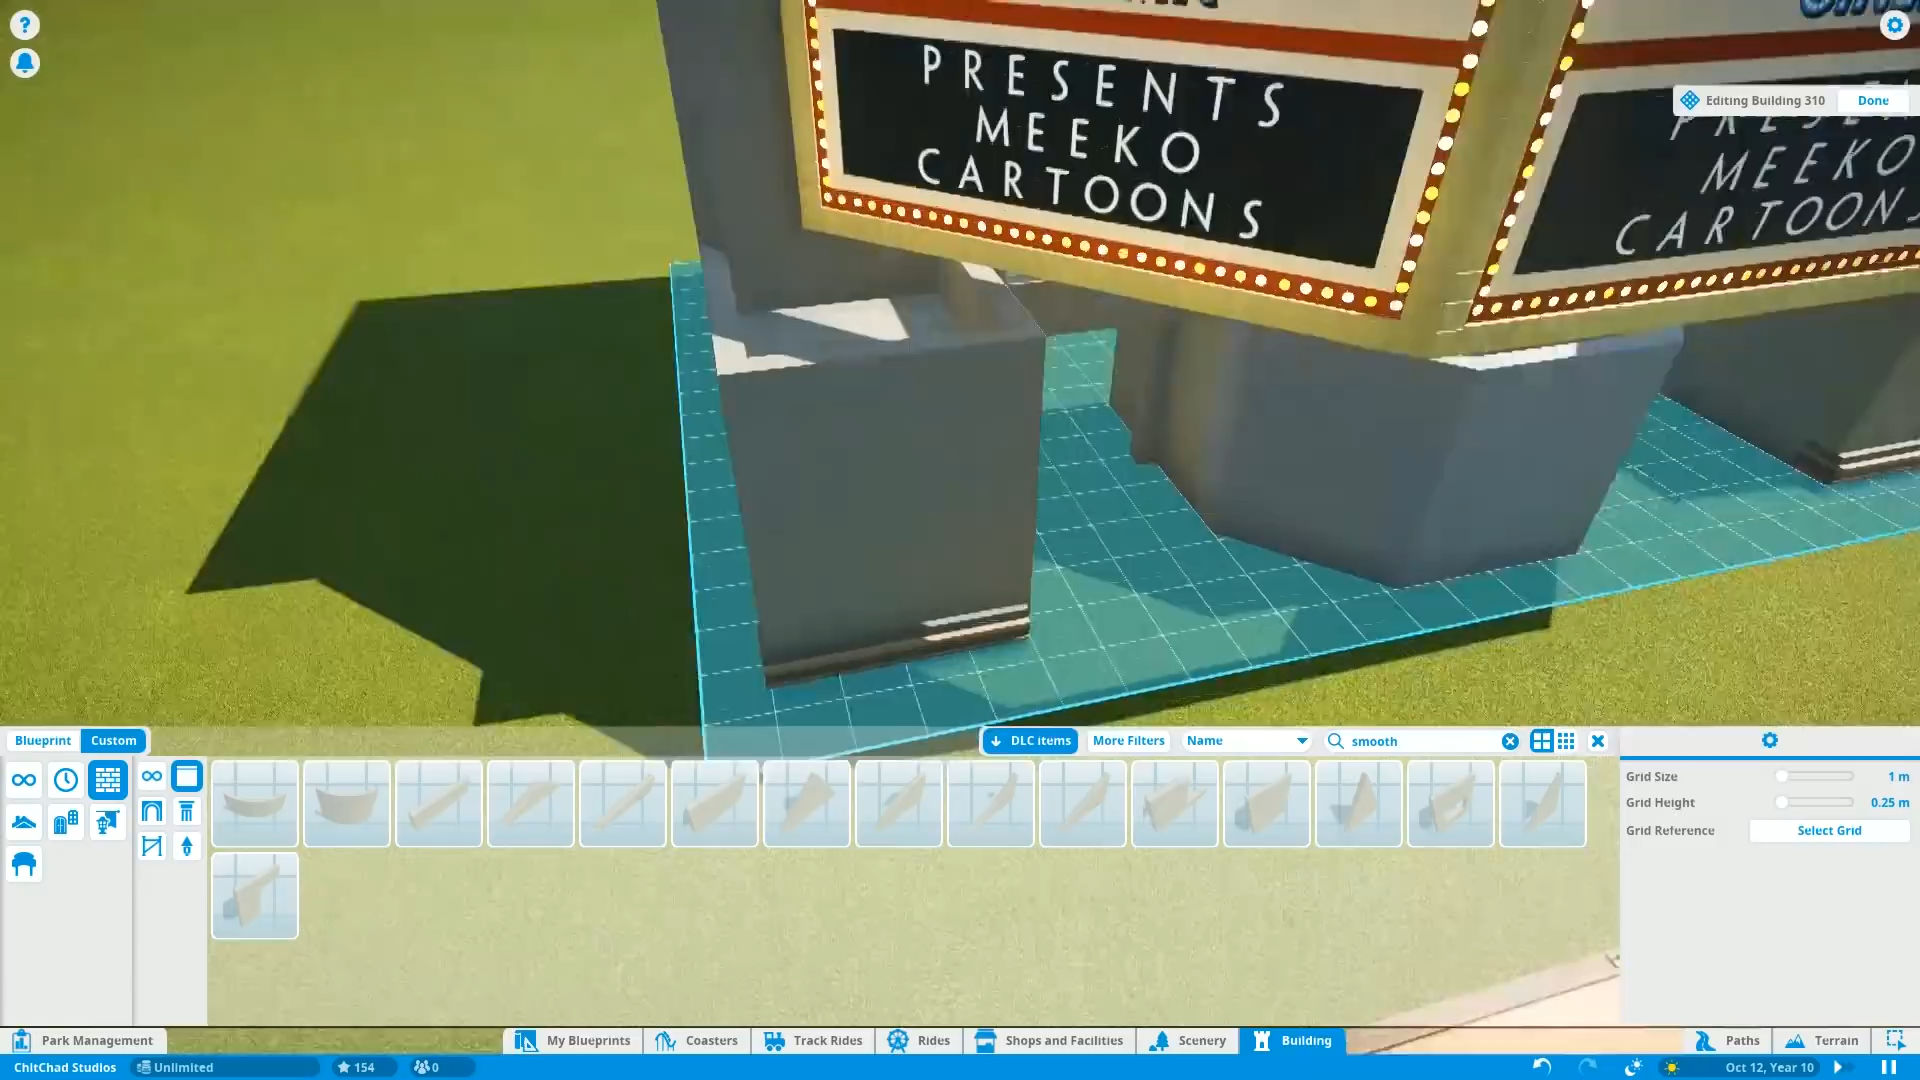 PRESENTS
MEEKO
CARTOONS
MEEKO
CARTOONS
Editing Building 310
Done
Blueprint
Custom
DLC items
More Filters
Name
smooth
Grid Size
1 m
Grid Height
0.25 m
Grid Reference
Select Grid
Park Management
My Blueprints
Coasters
Track Rides
Rides
Shops and Facilities
Scenery
Building
Paths
Terrain
ChitChad Studios
Unlimited
154
0
Oct 12, Year 10